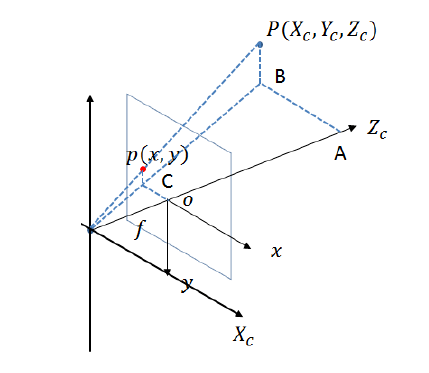 P(X_c, Y_c, Z_c)
B
Z_c
A
p(x, y)
C
o
f
x
y
X_c